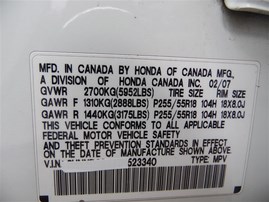 MFD. IN CANADA BY HONDA OF CANADA MFG.,
A DIVISION OF HONDA CANADA INC. 02/07
GVWR 2700KG(5952LBS) TIRE SIZE RIM SIZE
GAWR F 1310KG(2888LBS) P255/55R18 104H 18X8.0J
GAWR R 1440KG(3175LBS) P255/55R18 104H 18X8.0J
THIS VEHICLE CONFORMS TO ALL APPLICABLE
FEDERAL MOTOR VEHICLE SAFETY
AND THEFT PREVENTION STANDARDS IN EFFECT ON
THE DATE OF MANUFACTURE SHOWN ABOVE.
V.I.N. 523340 TYPE: MPV